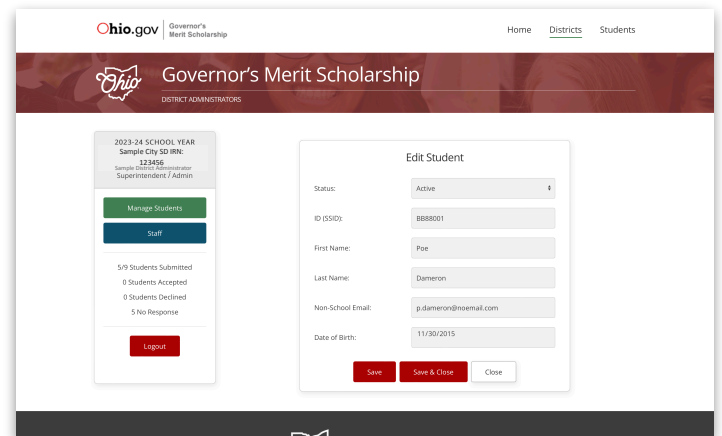 Ohio.gov Governor's Merit Scholarship
Home Districts Students
Ohio
Governor's Merit Scholarship
DISTRICT ADMINISTRATORS
2023-24 SCHOOL YEAR
Sample City SD IRN:
123456
Sample District Administrator
Superintendent / Admin
Manage Students
Staff
5/9 Students Submitted
0 Students Accepted
0 Students Declined
5 No Response
Logout
Edit Student
Status: Active
ID (SSID): BB88001
First Name: Poe
Last Name: Dameron
Non-School Email: p.dameron@noemail.com
Date of Birth: 11/30/2015
Save Save & Close Close